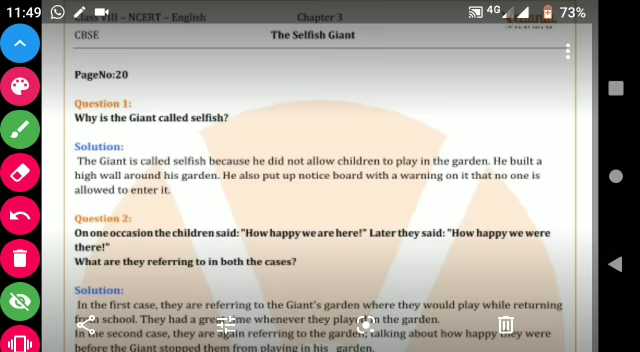 11:49 4G 73%
Class VIII – NCERT – English Chapter 3
CBSE The Selfish Giant
PageNo:20
Question 1:
Why is the Giant called selfish?
Solution:
The Giant is called selfish because he did not allow children to play in the garden. He built a
high wall around his garden. He also put up notice board with a warning on it that no one is
allowed to enter it.
Question 2:
On one occasion the children said: "How happy we are here!" Later they said: "How happy we were
there!"
What are they referring to in both the cases?
Solution:
In the first case, they are referring to the Giant's garden where they would play while returning
from school. They had a great time whenever they played in the garden.
In the second case, they are again referring to the garden, talking about how happy they were
before the Giant stopped them from playing in his garden.